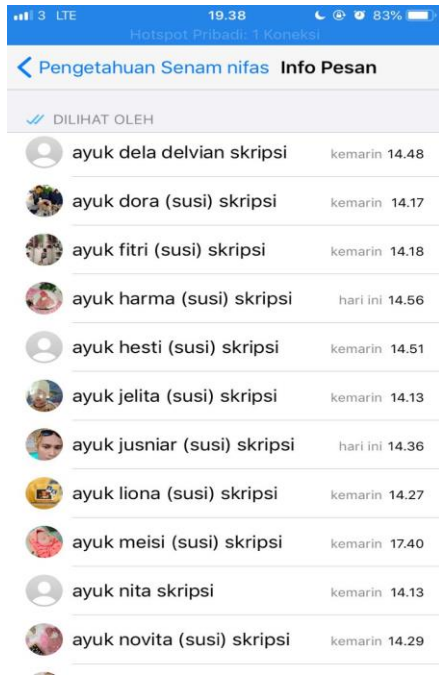 3 LTE 19.38 83%
Hotspot Pribadi: 1 Koneksi
Pengetahuan Senam nifas Info Pesan
DILIHAT OLEH
ayuk dela delvian skripsi kemarin 14.48
ayuk dora (susi) skripsi kemarin 14.17
ayuk fitri (susi) skripsi kemarin 14.18
ayuk harma (susi) skripsi hari ini 14.56
ayuk hesti (susi) skripsi kemarin 14.51
ayuk jelita (susi) skripsi kemarin 14.13
ayuk jusniar (susi) skripsi hari ini 14.36
ayuk liona (susi) skripsi kemarin 14.27
ayuk meisi (susi) skripsi kemarin 17.40
ayuk nita skripsi kemarin 14.13
ayuk novita (susi) skripsi kemarin 14.29